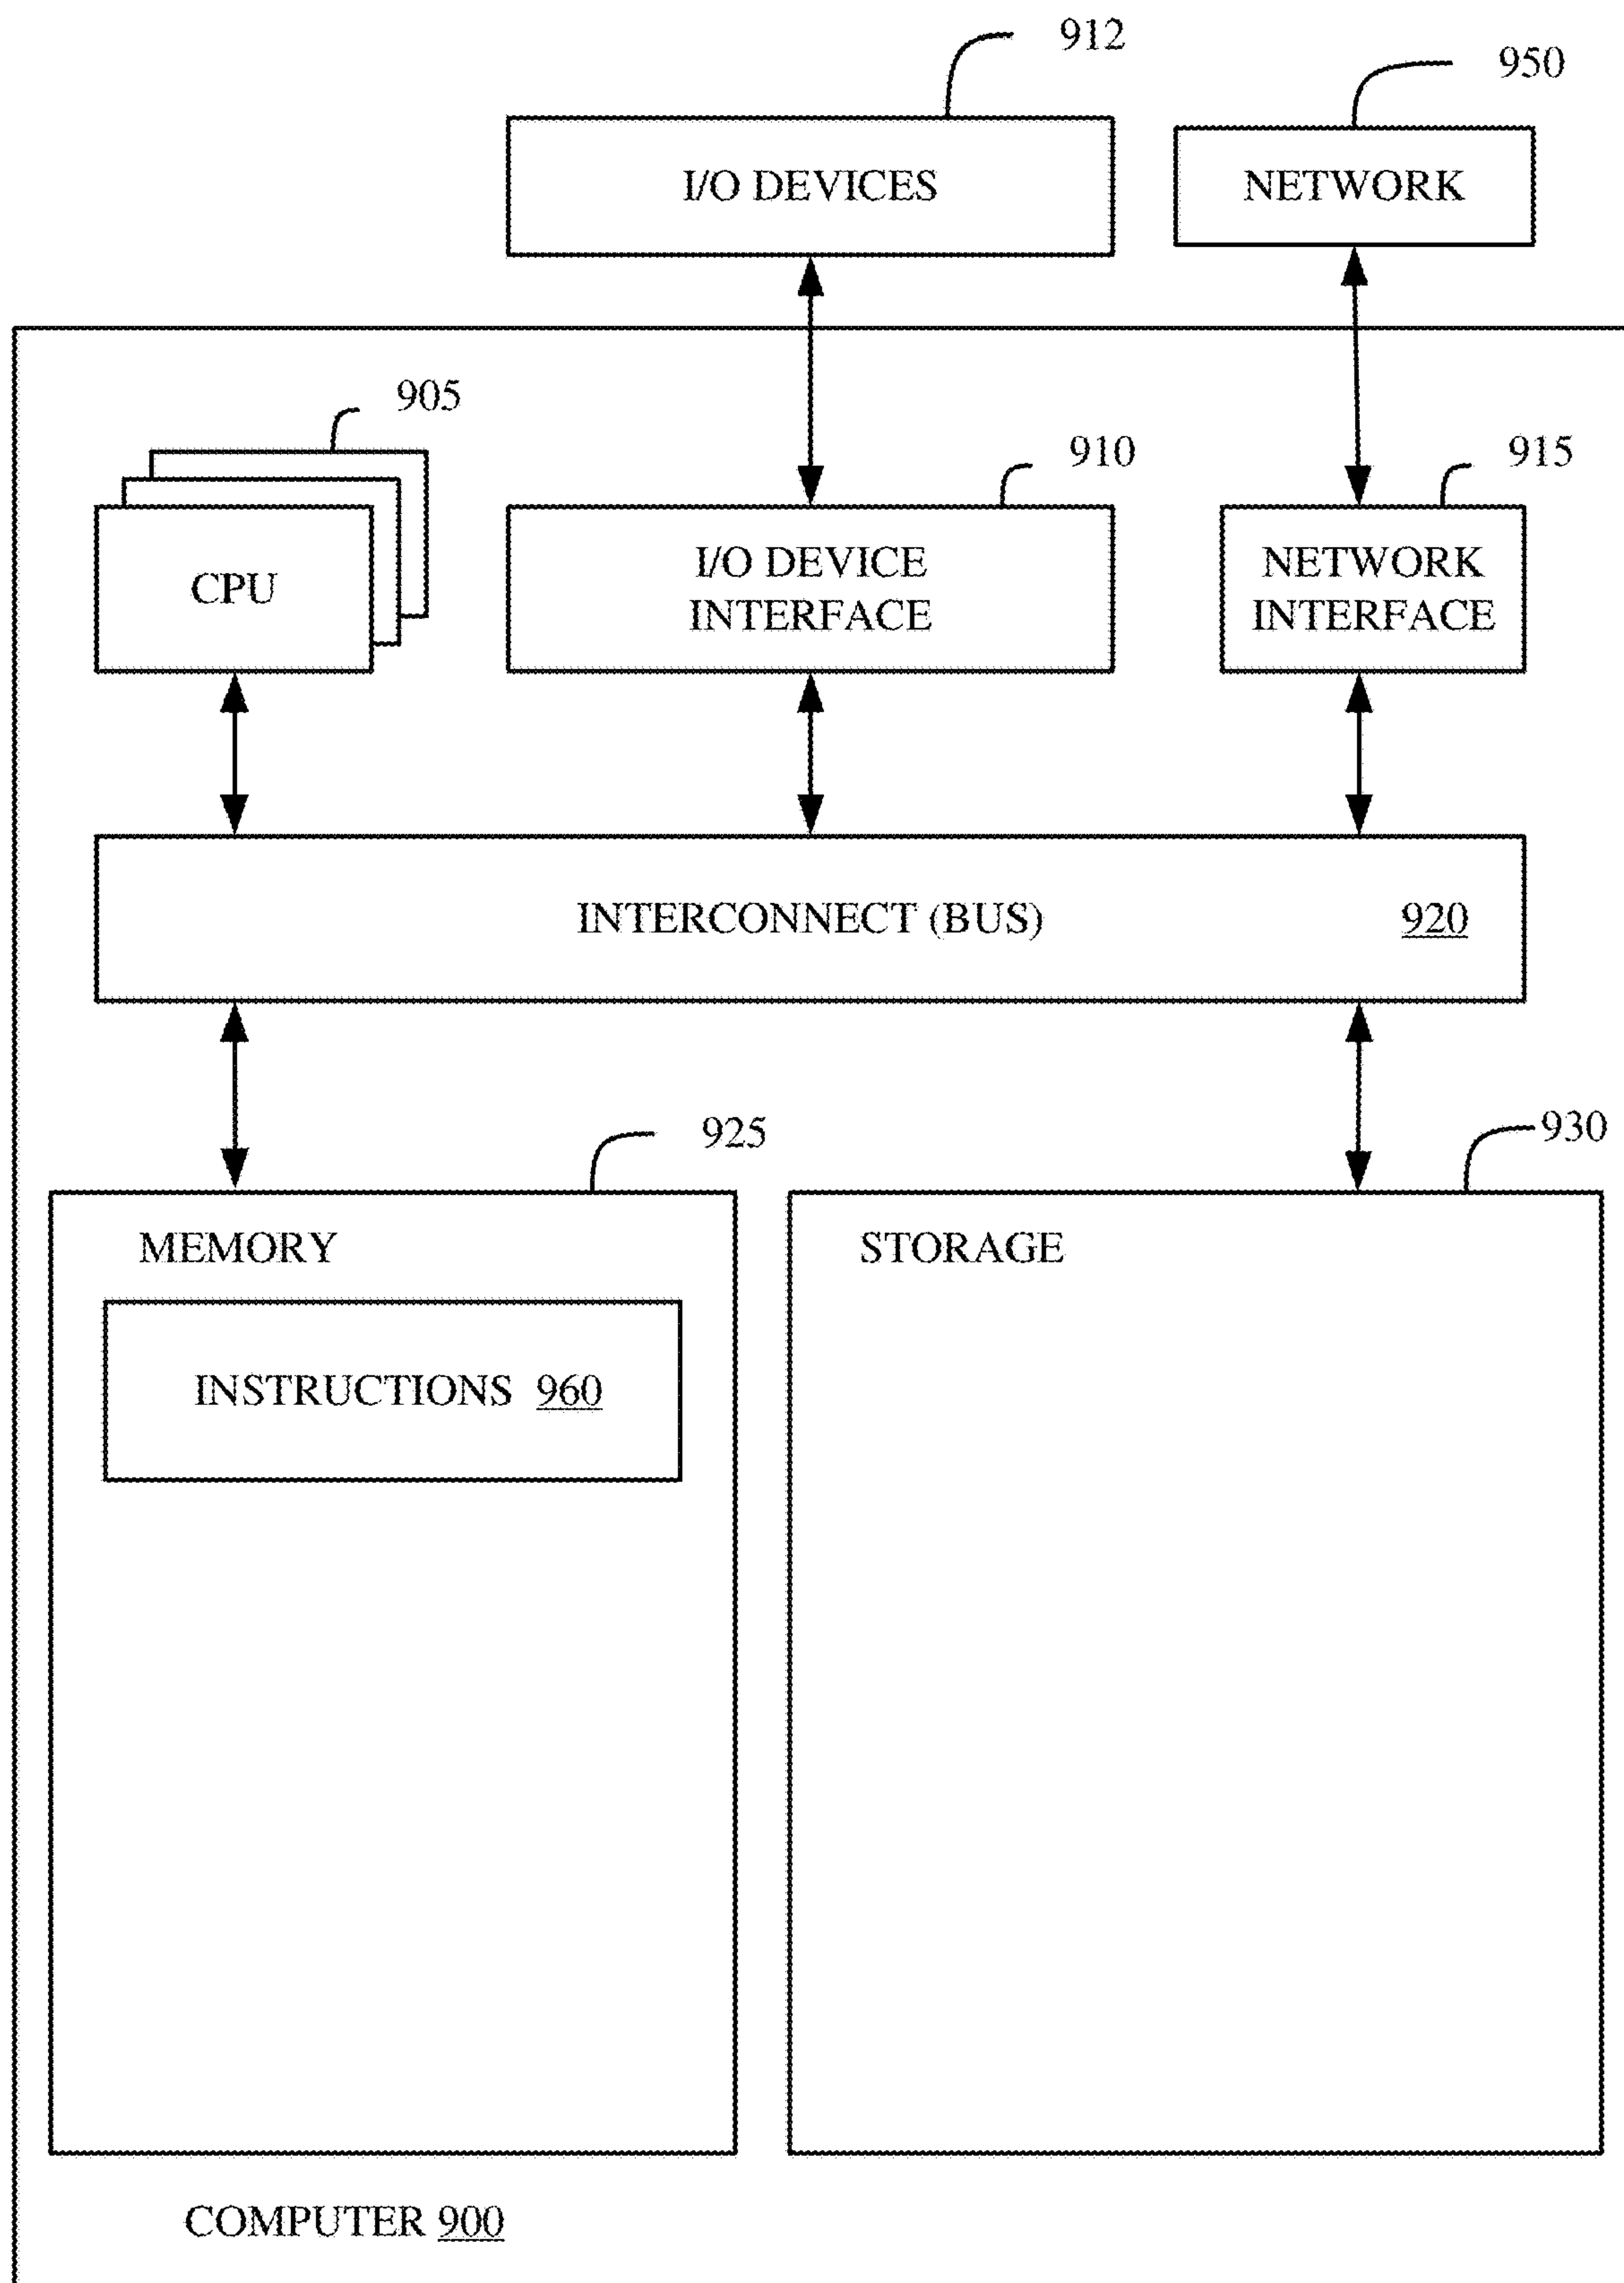 912
950
I/O DEVICES
NETWORK
905
910
915
CPU
I/O DEVICE
INTERFACE
NETWORK
INTERFACE
INTERCONNECT (BUS) 920
925
930
MEMORY
STORAGE
INSTRUCTIONS 960
COMPUTER 900